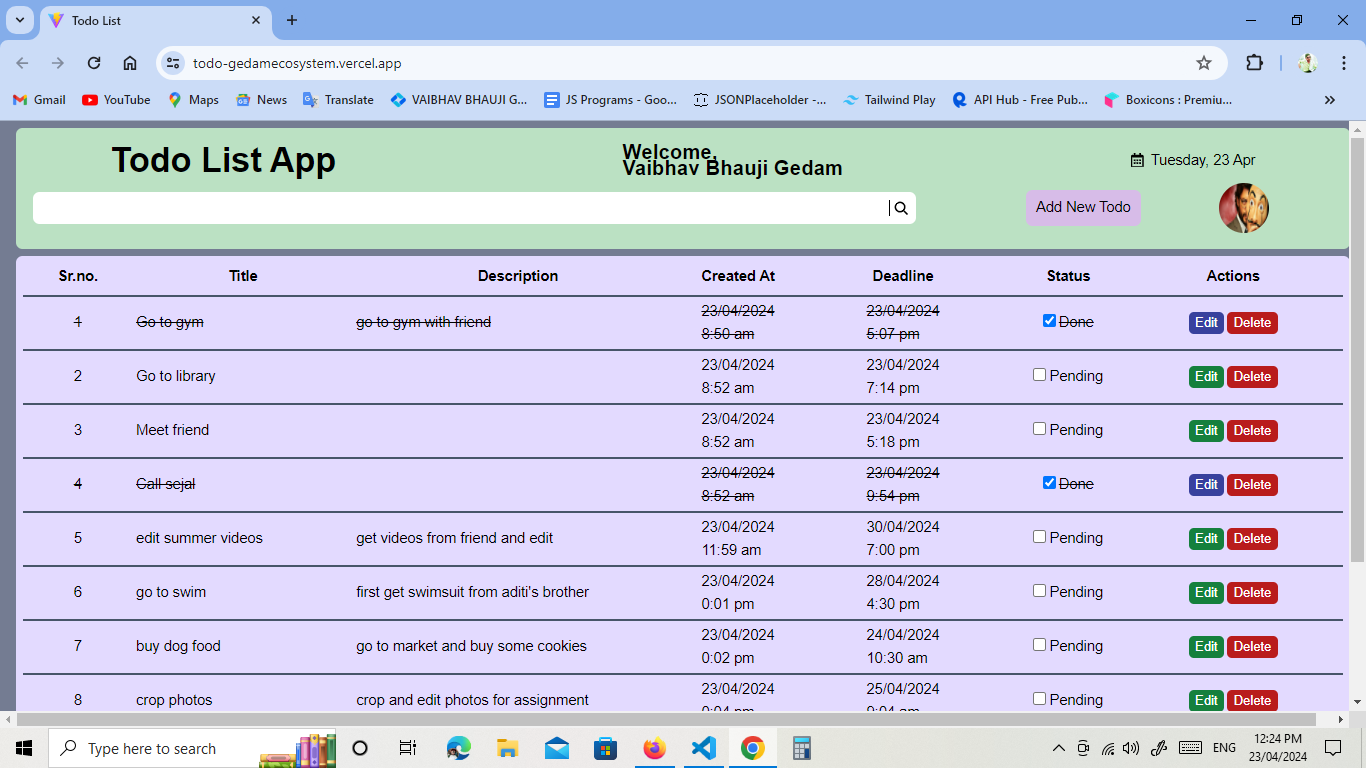 Todo List
todo-gedamecosystem.vercel.app
Gmail YouTube Maps News Translate VAIBHAV BHAUJI G... JS Programs - Goo... JSONPlaceholder -... Tailwind Play API Hub - Free Pub... Boxicons : Premiu...
Todo List App
Welcome,
Vaibhav Bhauji Gedam
Tuesday, 23 Apr
Add New Todo
Sr.no. Title Description Created At Deadline Status Actions
1 Go to gym go to gym with friend 23/04/2024 8:50 am 23/04/2024 5:07 pm Done Edit Delete
2 Go to library 23/04/2024 8:52 am 23/04/2024 7:14 pm Pending Edit Delete
3 Meet friend 23/04/2024 8:52 am 23/04/2024 5:18 pm Pending Edit Delete
4 Call sejal 23/04/2024 8:52 am 23/04/2024 9:54 pm Done Edit Delete
5 edit summer videos get videos from friend and edit 23/04/2024 11:59 am 30/04/2024 7:00 pm Pending Edit Delete
6 go to swim first get swimsuit from aditi's brother 23/04/2024 0:01 pm 28/04/2024 4:30 pm Pending Edit Delete
7 buy dog food go to market and buy some cookies 23/04/2024 0:02 pm 24/04/2024 10:30 am Pending Edit Delete
8 crop photos crop and edit photos for assignment 23/04/2024 25/04/2024 Pending Edit Delete
Type here to search
ENG
12:24 PM
23/04/2024